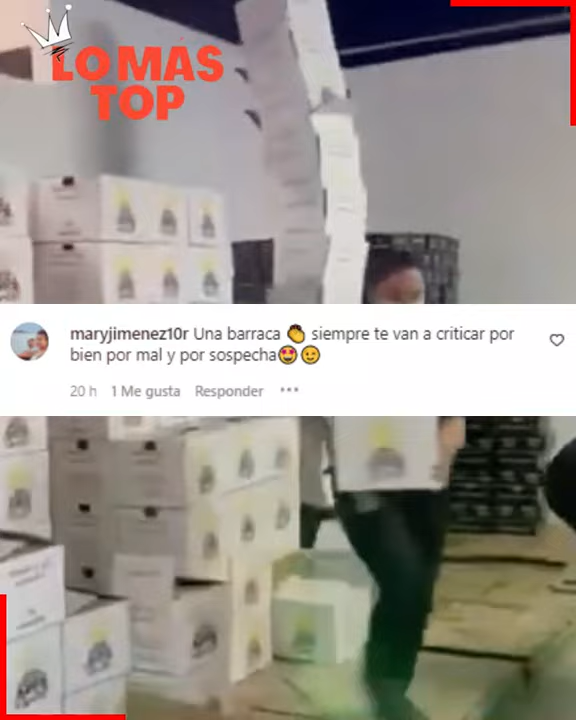 LO MÁS
TOP
maryjimenez10r Una barraca 👏 siempre te van a criticar por
bien por mal y por sospecha🤩😉
20 h 1 Me gusta Responder ...